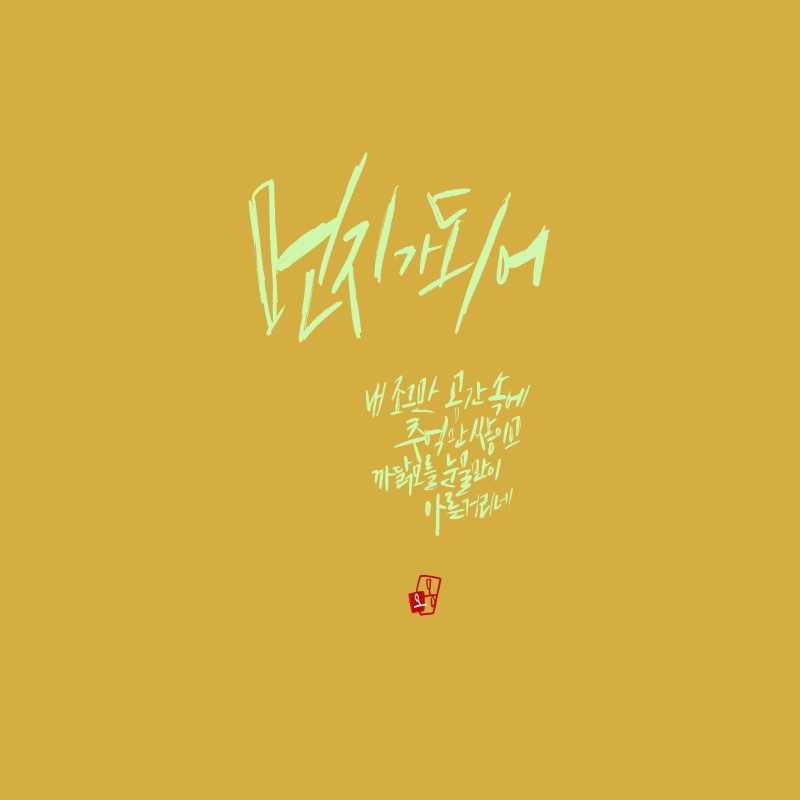 먼지가 되어
내 조그만 공간 속에
추억만 쌓이고
까닭모를 눈물만이
아른거리네